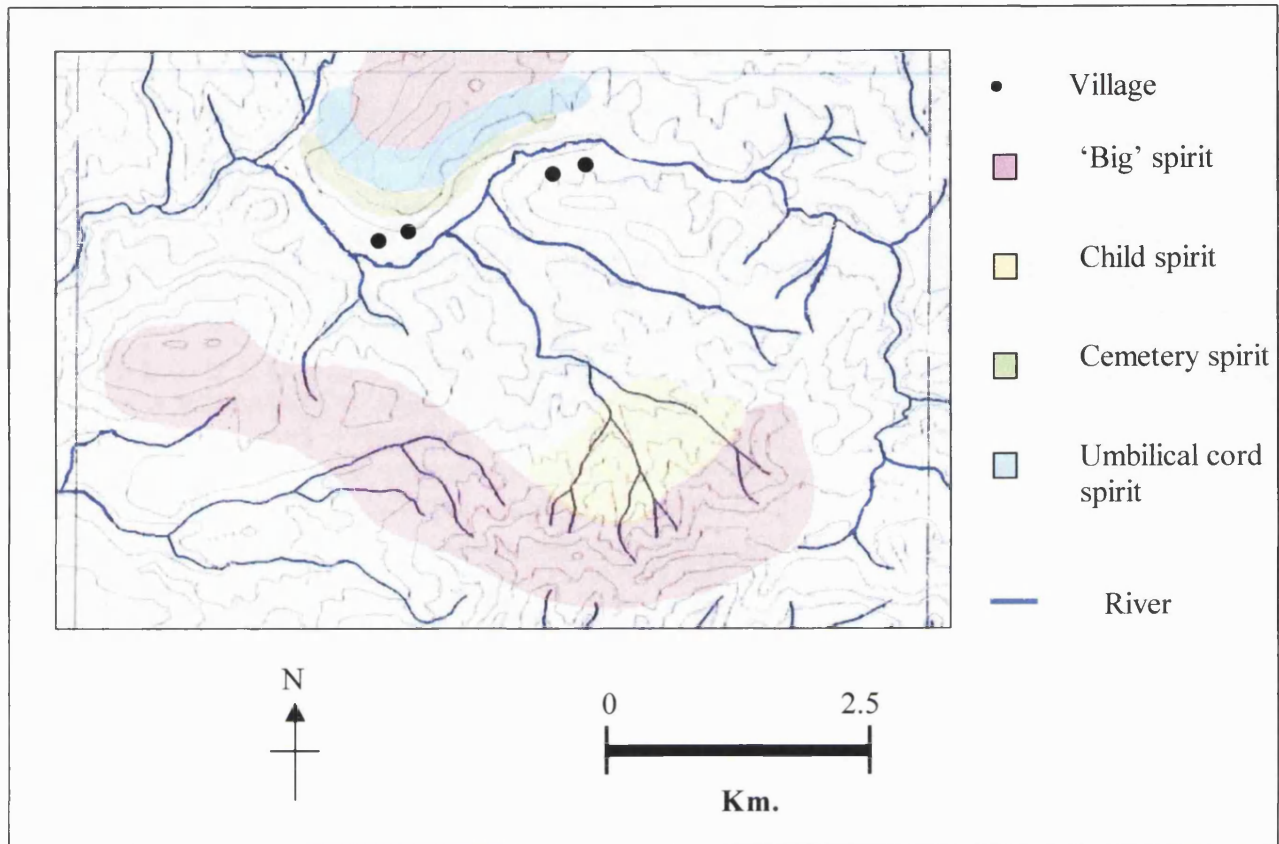 Village
‘Big’ spirit
Child spirit
Cemetery spirit
Umbilical cord
spirit
River
N
0 2.5
Km.